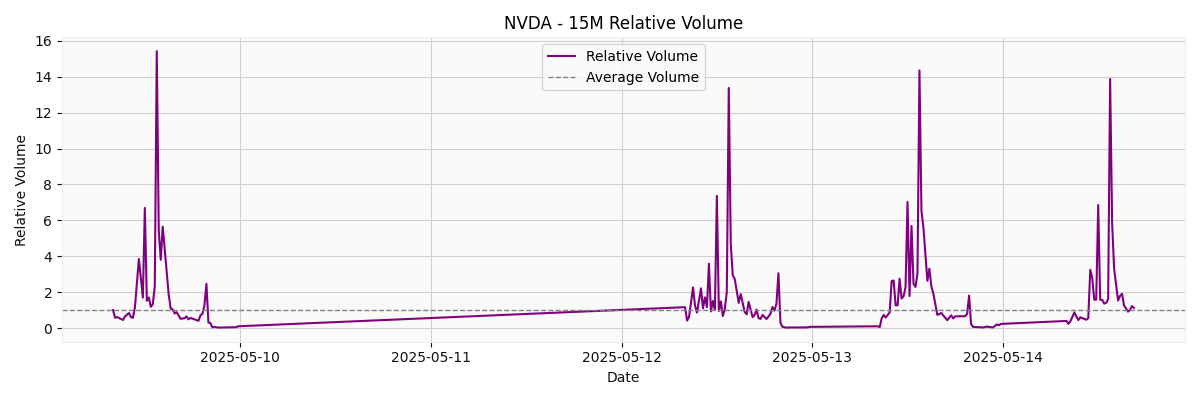 NVDA - 15M Relative Volume
Relative Volume
Average Volume
Relative Volume
16
14
12
10
8
6
4
2
0
2025-05-10
2025-05-11
2025-05-12
2025-05-13
2025-05-14
Date